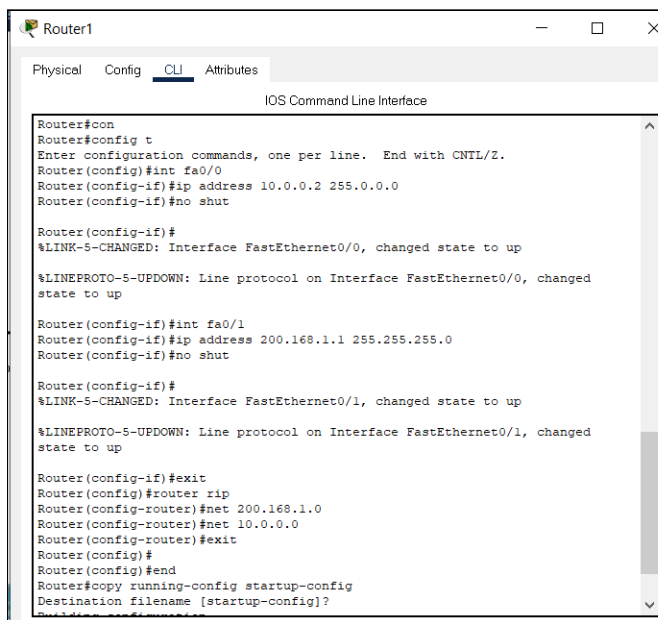 Router1
Physical Config CLI Attributes
IOS Command Line Interface
Router#con
Router#config t
Enter configuration commands, one per line.  End with CNTL/Z.
Router(config)#int fa0/0
Router(config-if)#ip address 10.0.0.2 255.0.0.0
Router(config-if)#no shut
Router(config-if)#
%LINK-5-CHANGED: Interface FastEthernet0/0, changed state to up
%LINEPROTO-5-UPDOWN: Line protocol on Interface FastEthernet0/0, changed
state to up
Router(config-if)#int fa0/1
Router(config-if)#ip address 200.168.1.1 255.255.255.0
Router(config-if)#no shut
Router(config-if)#
%LINK-5-CHANGED: Interface FastEthernet0/1, changed state to up
%LINEPROTO-5-UPDOWN: Line protocol on Interface FastEthernet0/1, changed
state to up
Router(config-if)#exit
Router(config)#router rip
Router(config-router)#net 200.168.1.0
Router(config-router)#net 10.0.0.0
Router(config-router)#exit
Router(config)#
Router(config)#end
Router#copy running-config startup-config
Destination filename [startup-config]?